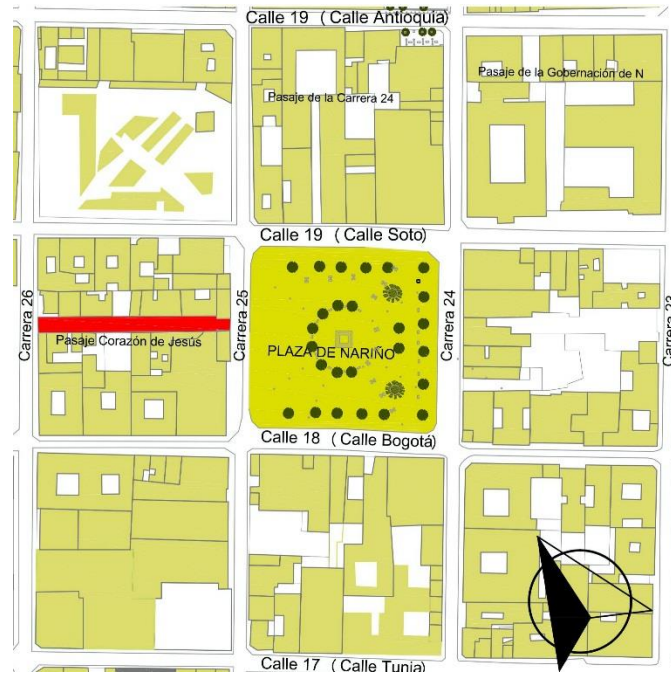 Calle 19 (Calle Antioquia)
Pasaje de la Gobernación de N
Pasaje de la Carrera 24
Calle 19 (Calle Soto)
Carrera 26
Pasaje Corazón de Jesús
Carrera 25
PLAZA DE NARIÑO
Carrera 24
Carrera 23
Calle 18 (Calle Bogotá)
Calle 17 (Calle Tunja)